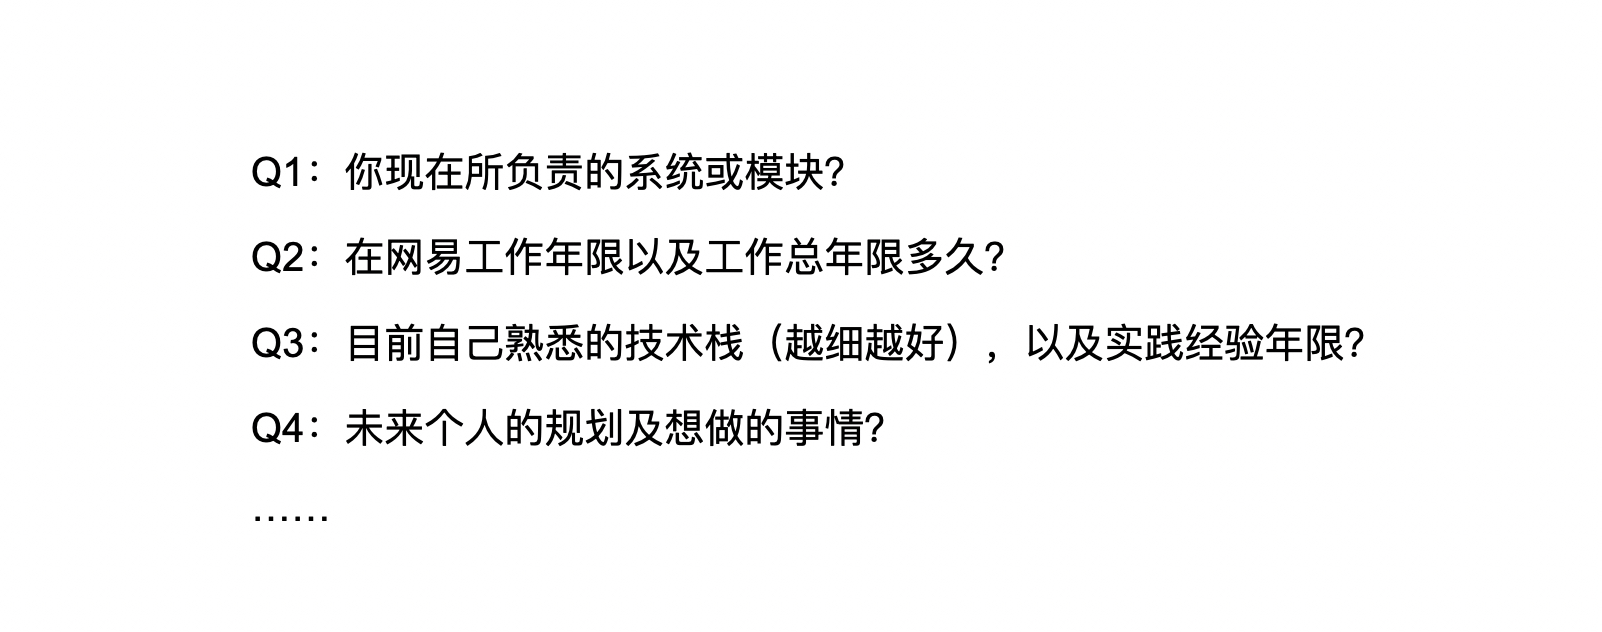 Q1：你现在所负责的系统或模块？
Q2：在网易工作年限以及工作总年限多久？
Q3：目前自己熟悉的技术栈（越细越好），以及实践经验年限？
Q4：未来个人的规划及想做的事情？
……